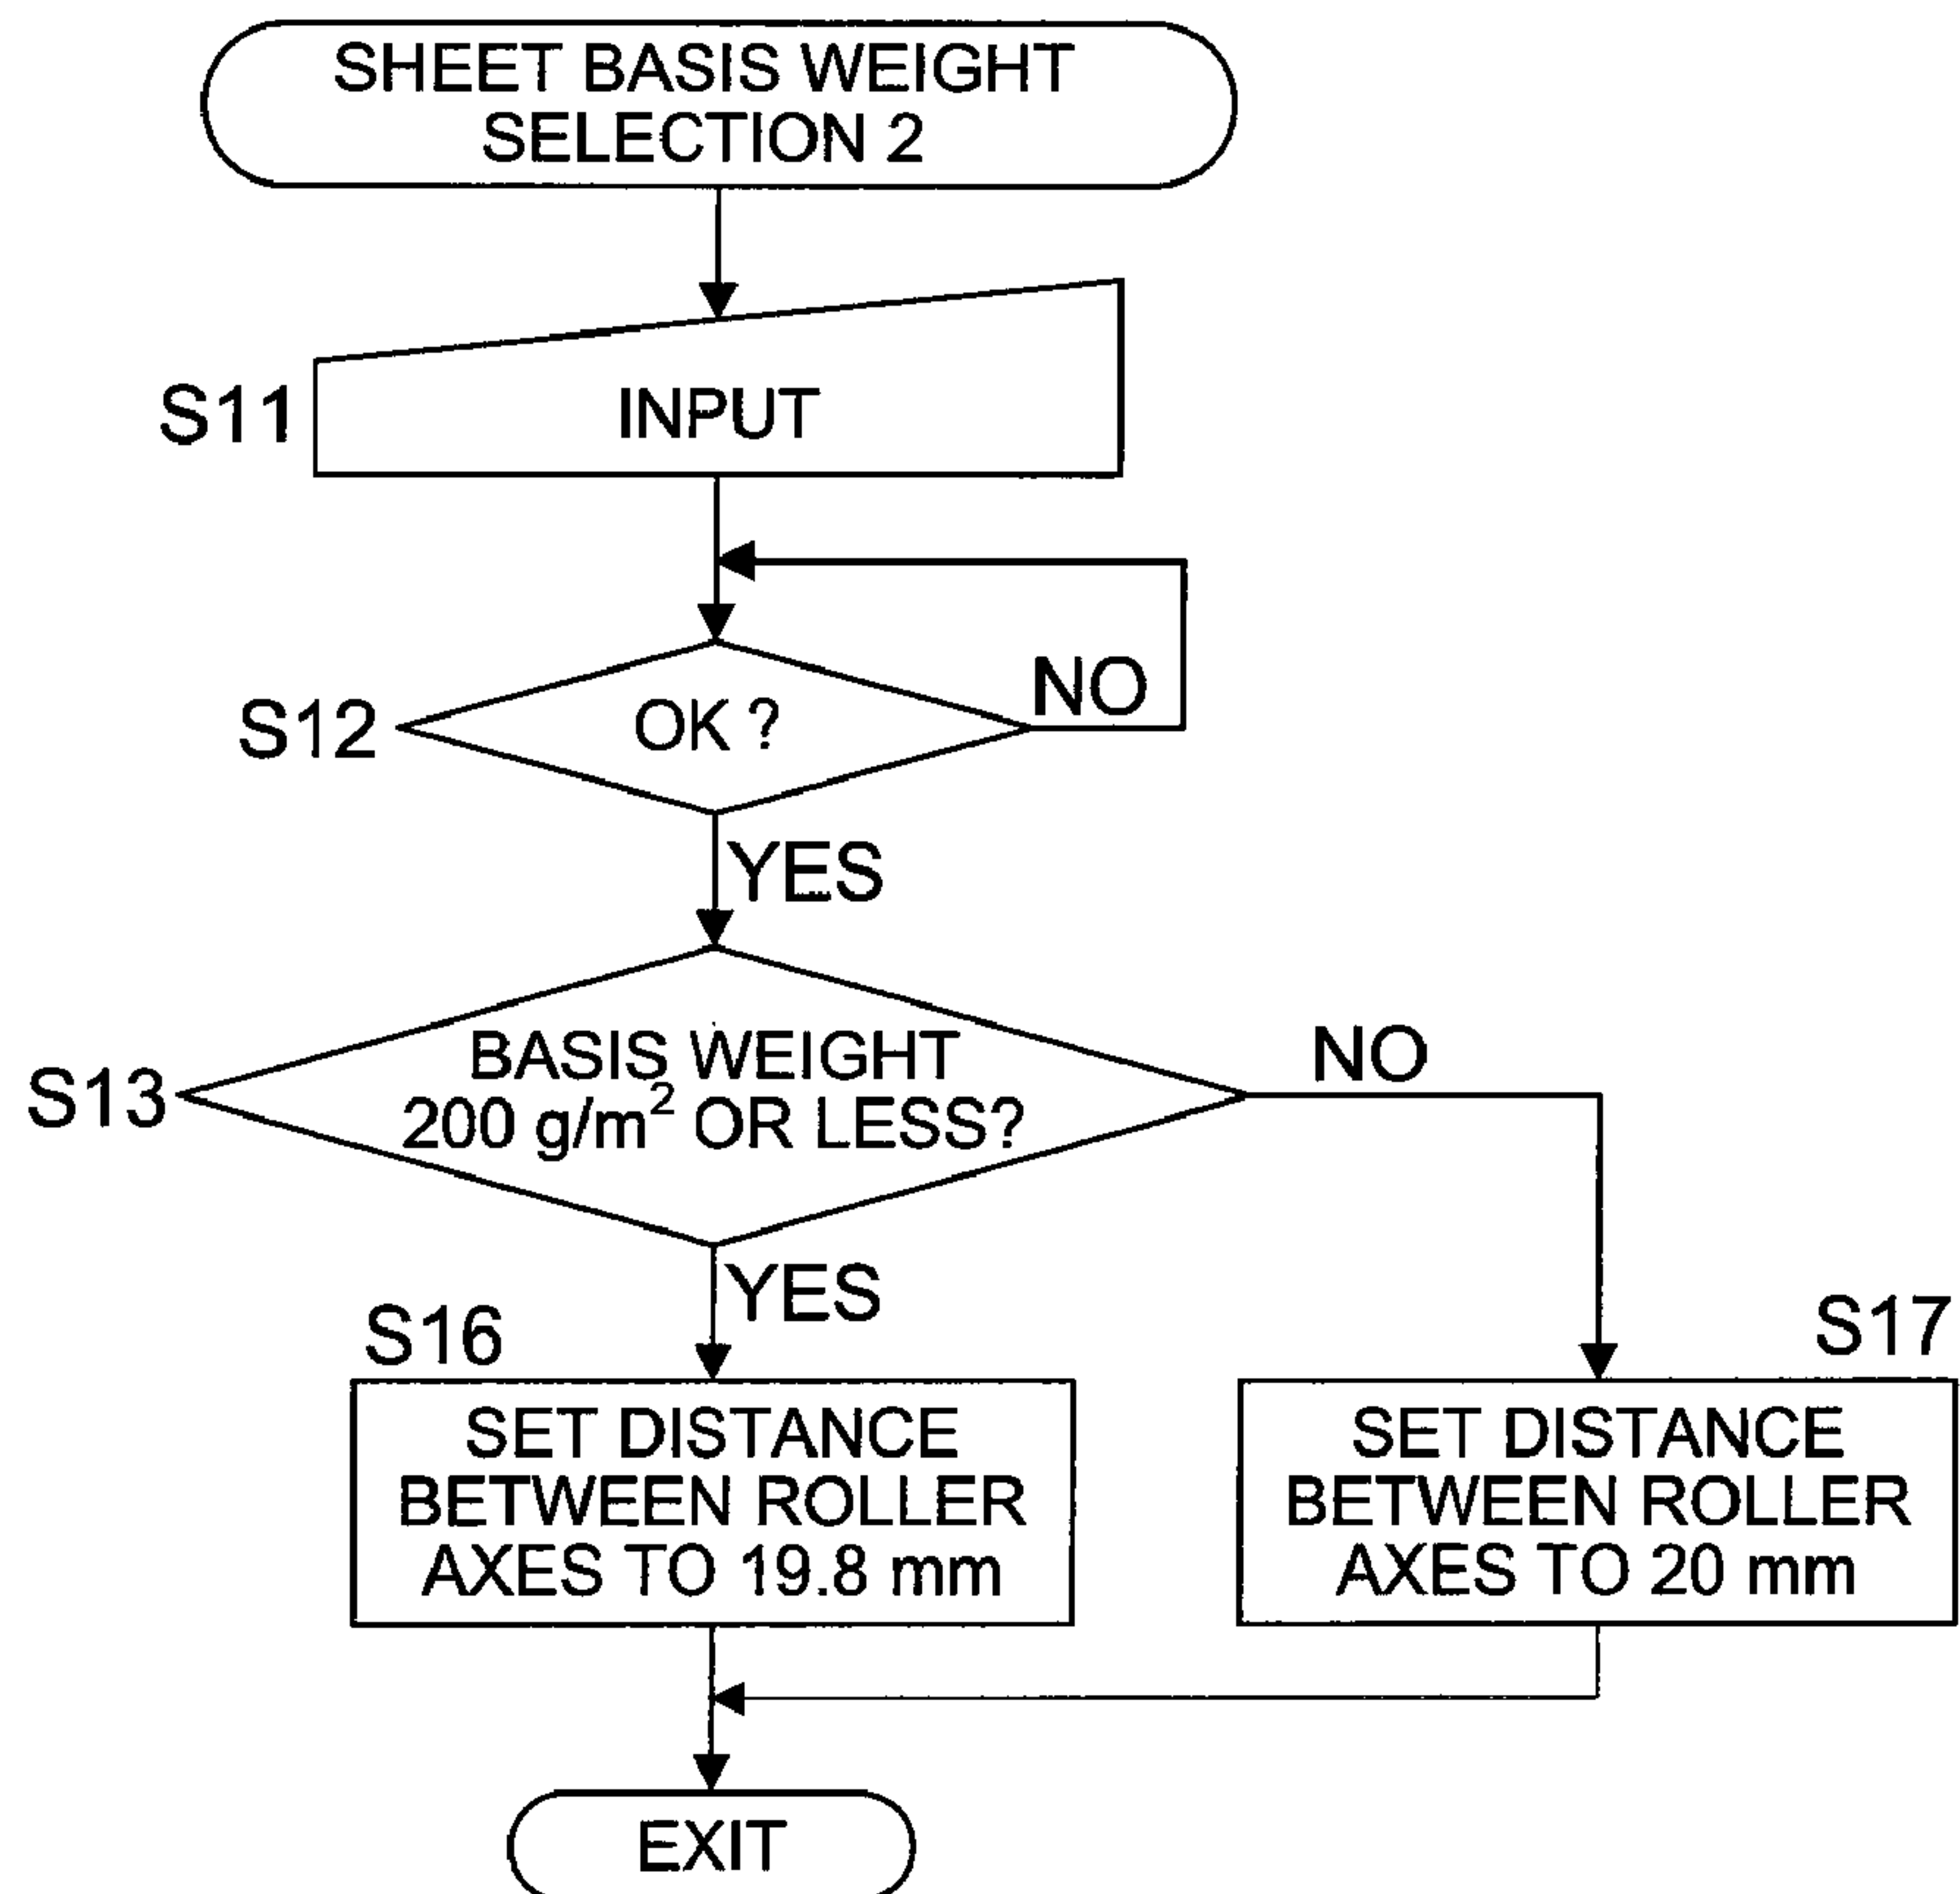 SHEET BASIS WEIGHT
SELECTION 2
S11
INPUT
S12
OK ?
NO
YES
S13
BASIS WEIGHT
200 g/m² OR LESS?
NO
YES
S16
SET DISTANCE
BETWEEN ROLLER
AXES TO 19.8 mm
S17
SET DISTANCE
BETWEEN ROLLER
AXES TO 20 mm
EXIT